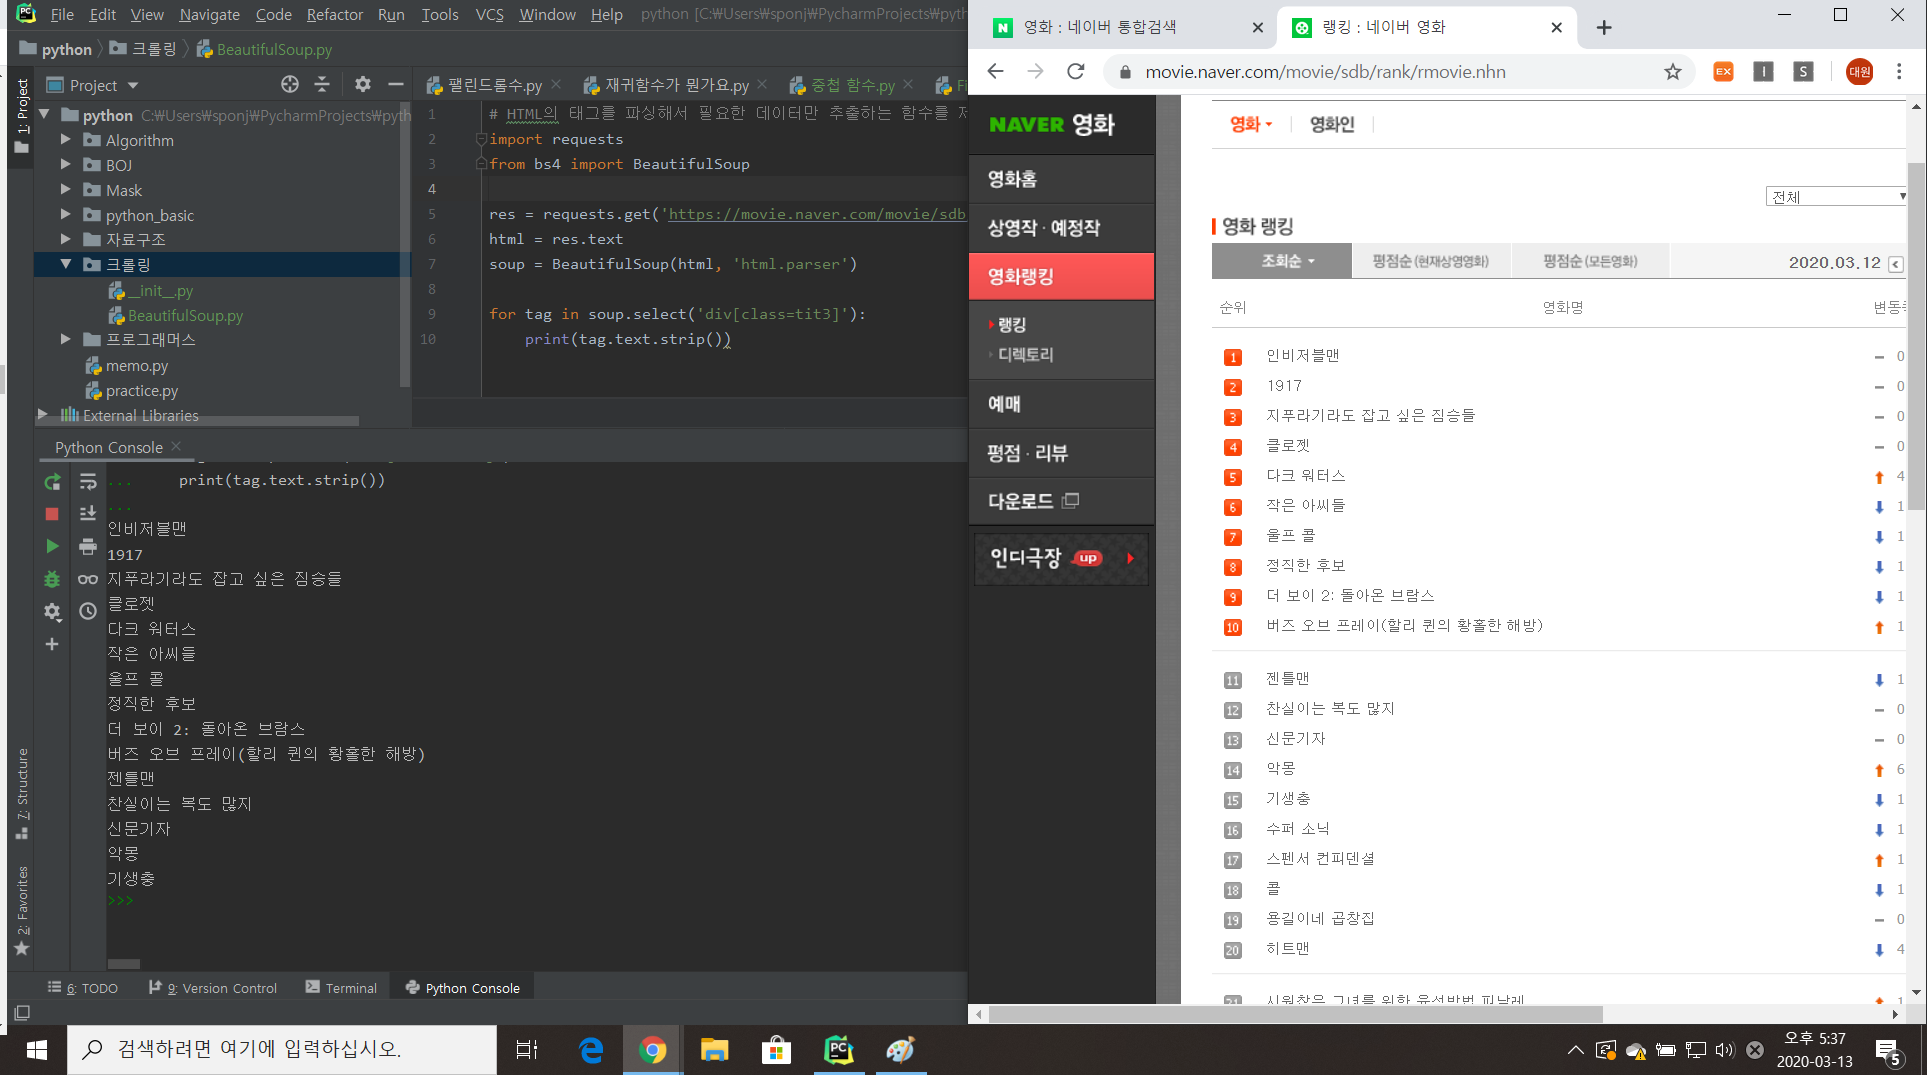 File Edit View Navigate Code Refactor Run Tools VCS Window Help python [C:\Users₩sponj₩PycharmProjects₩pyth
python 크롤링 BeautifulSoup.py
Project
팰린드롬수.py 재귀함수가 뭔가요.py 중첩 함수.py
1: Project
python C:₩Users₩sponj₩PycharmProjects₩pyth
Algorithm
BOJ
Mask
python_basic
자료구조
크롤링
__init__.py
BeautifulSoup.py
프로그래머스
memo.py
practice.py
External Libraries
1 # HTML의 태그를 파싱해서 필요한 데이터만 추출하는 함수를 제
2 import requests
3 from bs4 import BeautifulSoup
4
5 res = requests.get('https://movie.naver.com/movie/sdb
6 html = res.text
7 soup = BeautifulSoup(html, 'html.parser')
8
9 for tag in soup.select('div[class=tit3]'):
10 print(tag.text.strip())
Python Console
... print(tag.text.strip())
...
인비저블맨
1917
지푸라기라도 잡고 싶은 짐승들
클로젯
다크 워터스
작은 아씨들
울프 콜
정직한 후보
더 보이 2: 돌아온 브람스
버즈 오브 프레이(할리 퀸의 황홀한 해방)
젠틀맨
찬실이는 복도 많지
신문기자
악몽
기생충
>>>
7: Structure
2: Favorites
6: TODO 9: Version Control Terminal Python Console
영화 : 네이버 통합검색 랭킹 : 네이버 영화
movie.naver.com/movie/sdb/rank/rmovie.nhn EX I S 대원
NAVER 영화
영화홈
상영작·예정작
영화랭킹
랭킹
디렉토리
예매
평점·리뷰
다운로드
인디극장 up
영화 영화인
전체
영화 랭킹
조회순 평점순(현재상영영화) 평점순(모든영화) 2020.03.12
순위 영화명 변동폭
1 인비저블맨 0
2 1917 0
3 지푸라기라도 잡고 싶은 짐승들 0
4 클로젯 0
5 다크 워터스 4
6 작은 아씨들 1
7 울프 콜 1
8 정직한 후보 1
9 더 보이 2: 돌아온 브람스 1
10 버즈 오브 프레이(할리 퀸의 황홀한 해방) 1
11 젠틀맨 1
12 찬실이는 복도 많지 0
13 신문기자 0
14 악몽 6
15 기생충 1
16 수퍼 소닉 1
17 스펜서 컨피덴셜 1
18 콜 1
19 용길이네 곱창집 0
20 히트맨 4
21 1
검색하려면 여기에 입력하십시오.
오후 5:37
2020-03-13
5